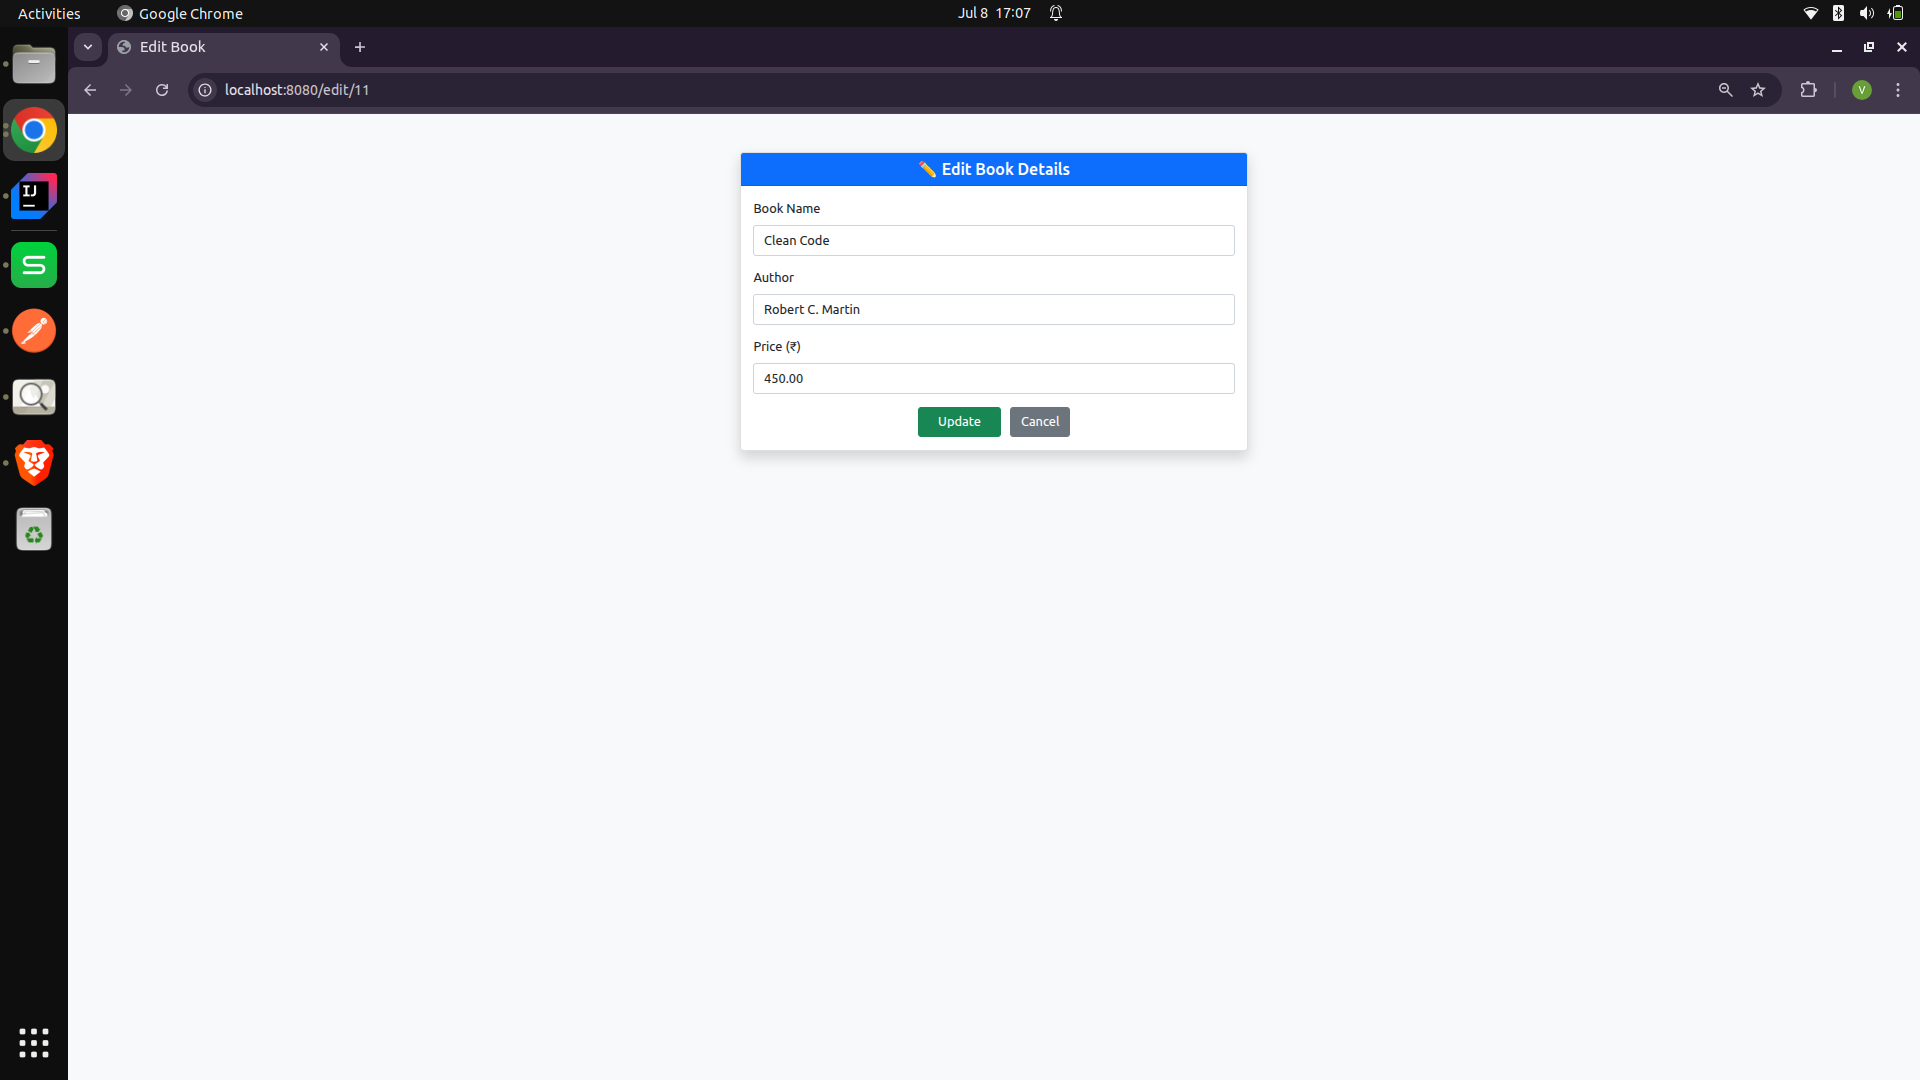 Activities
Google Chrome
Jul 8 17:07
Edit Book
localhost:8080/edit/11
V
IJ
✏️ Edit Book Details
Book Name
Clean Code
Author
Robert C. Martin
Price (₹)
450.00
Update
Cancel